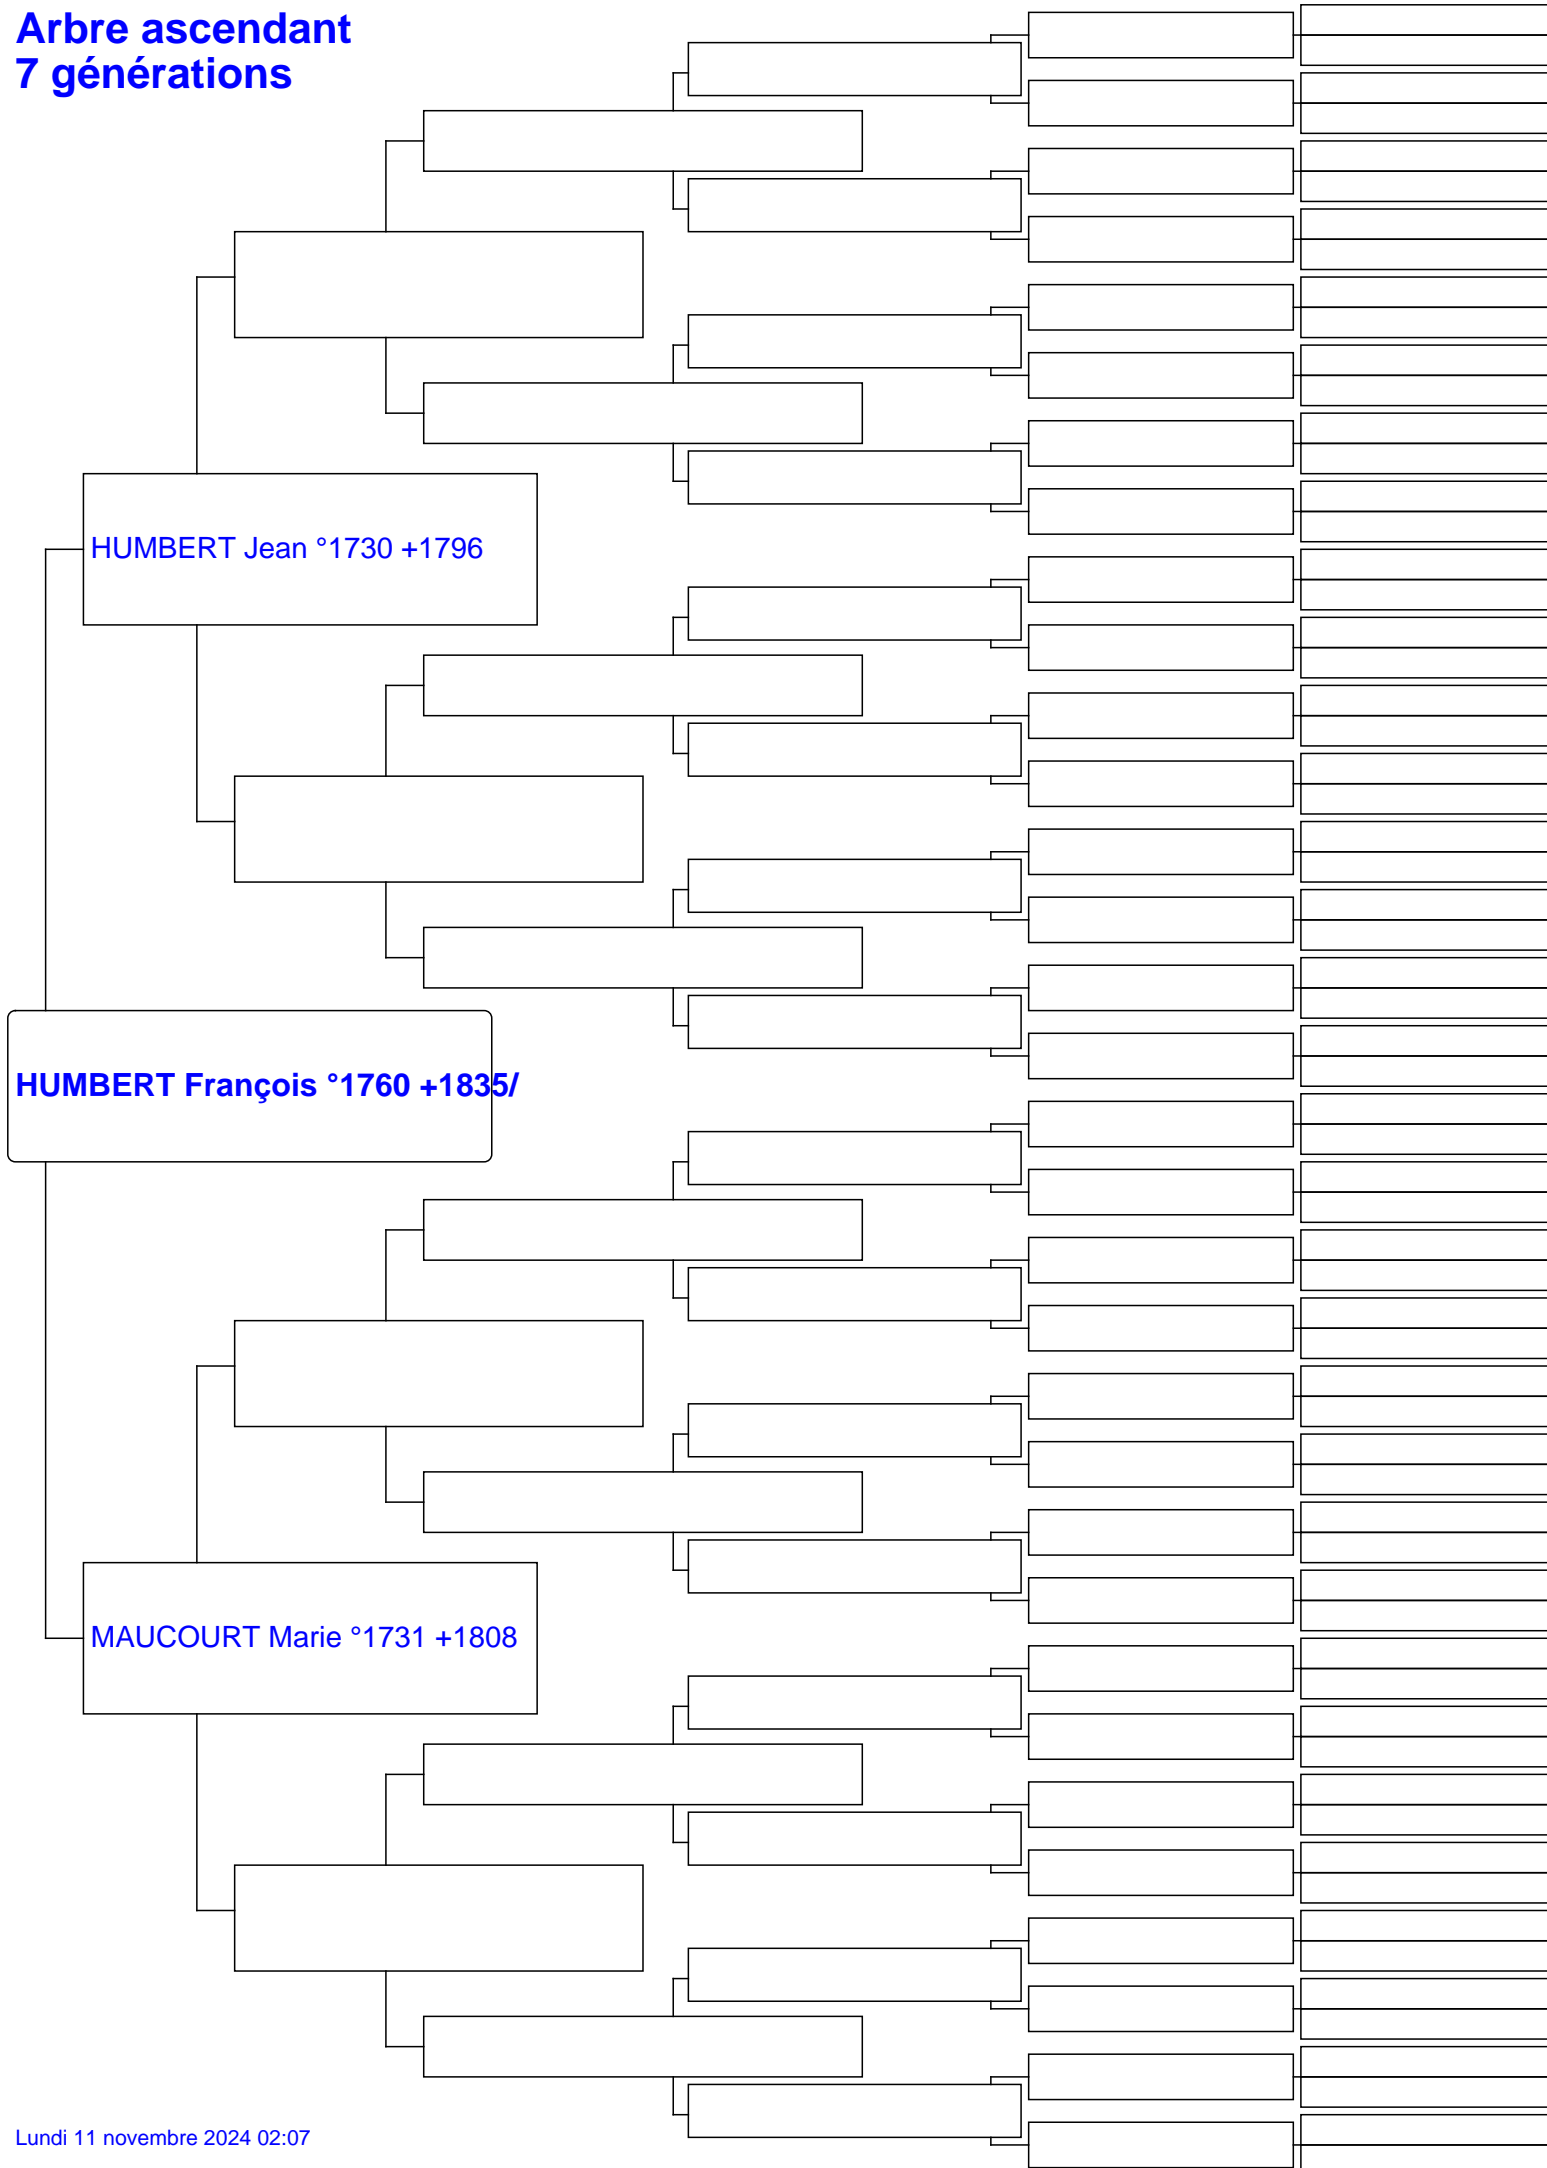 Arbre ascendant
7 générations
HUMBERT Jean °1730 +1796
HUMBERT François °1760 +1835/
MAUCOURT Marie °1731 +1808
Lundi 11 novembre 2024 02:07